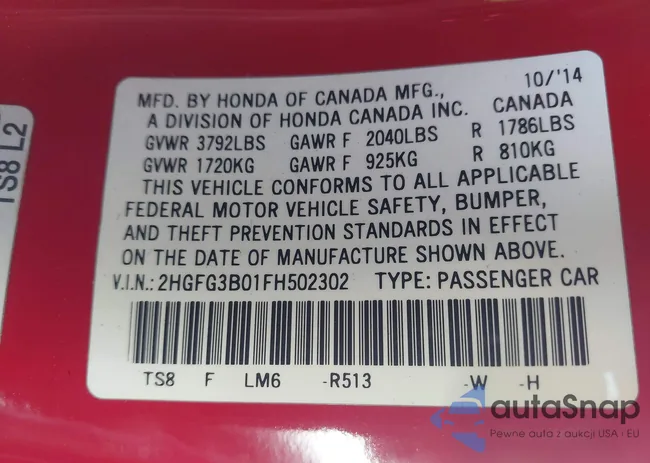 TS8 L2
10/'14
MFD. BY HONDA OF CANADA MFG.,
A DIVISION OF HONDA CANADA INC. CANADA
GVWR 3792LBS GAWR F 2040LBS R 1786LBS
GVWR 1720KG GAWR F 925KG R 810KG
THIS VEHICLE CONFORMS TO ALL APPLICABLE
FEDERAL MOTOR VEHICLE SAFETY, BUMPER,
AND THEFT PREVENTION STANDARDS IN EFFECT
ON THE DATE OF MANUFACTURE SHOWN ABOVE.
V.I.N.: 2HGFG3B01FH502302 TYPE: PASSENGER CAR
TS8 F LM6 -R513 -W -H
autaSnap
Pewne auta z aukcji USA i EU